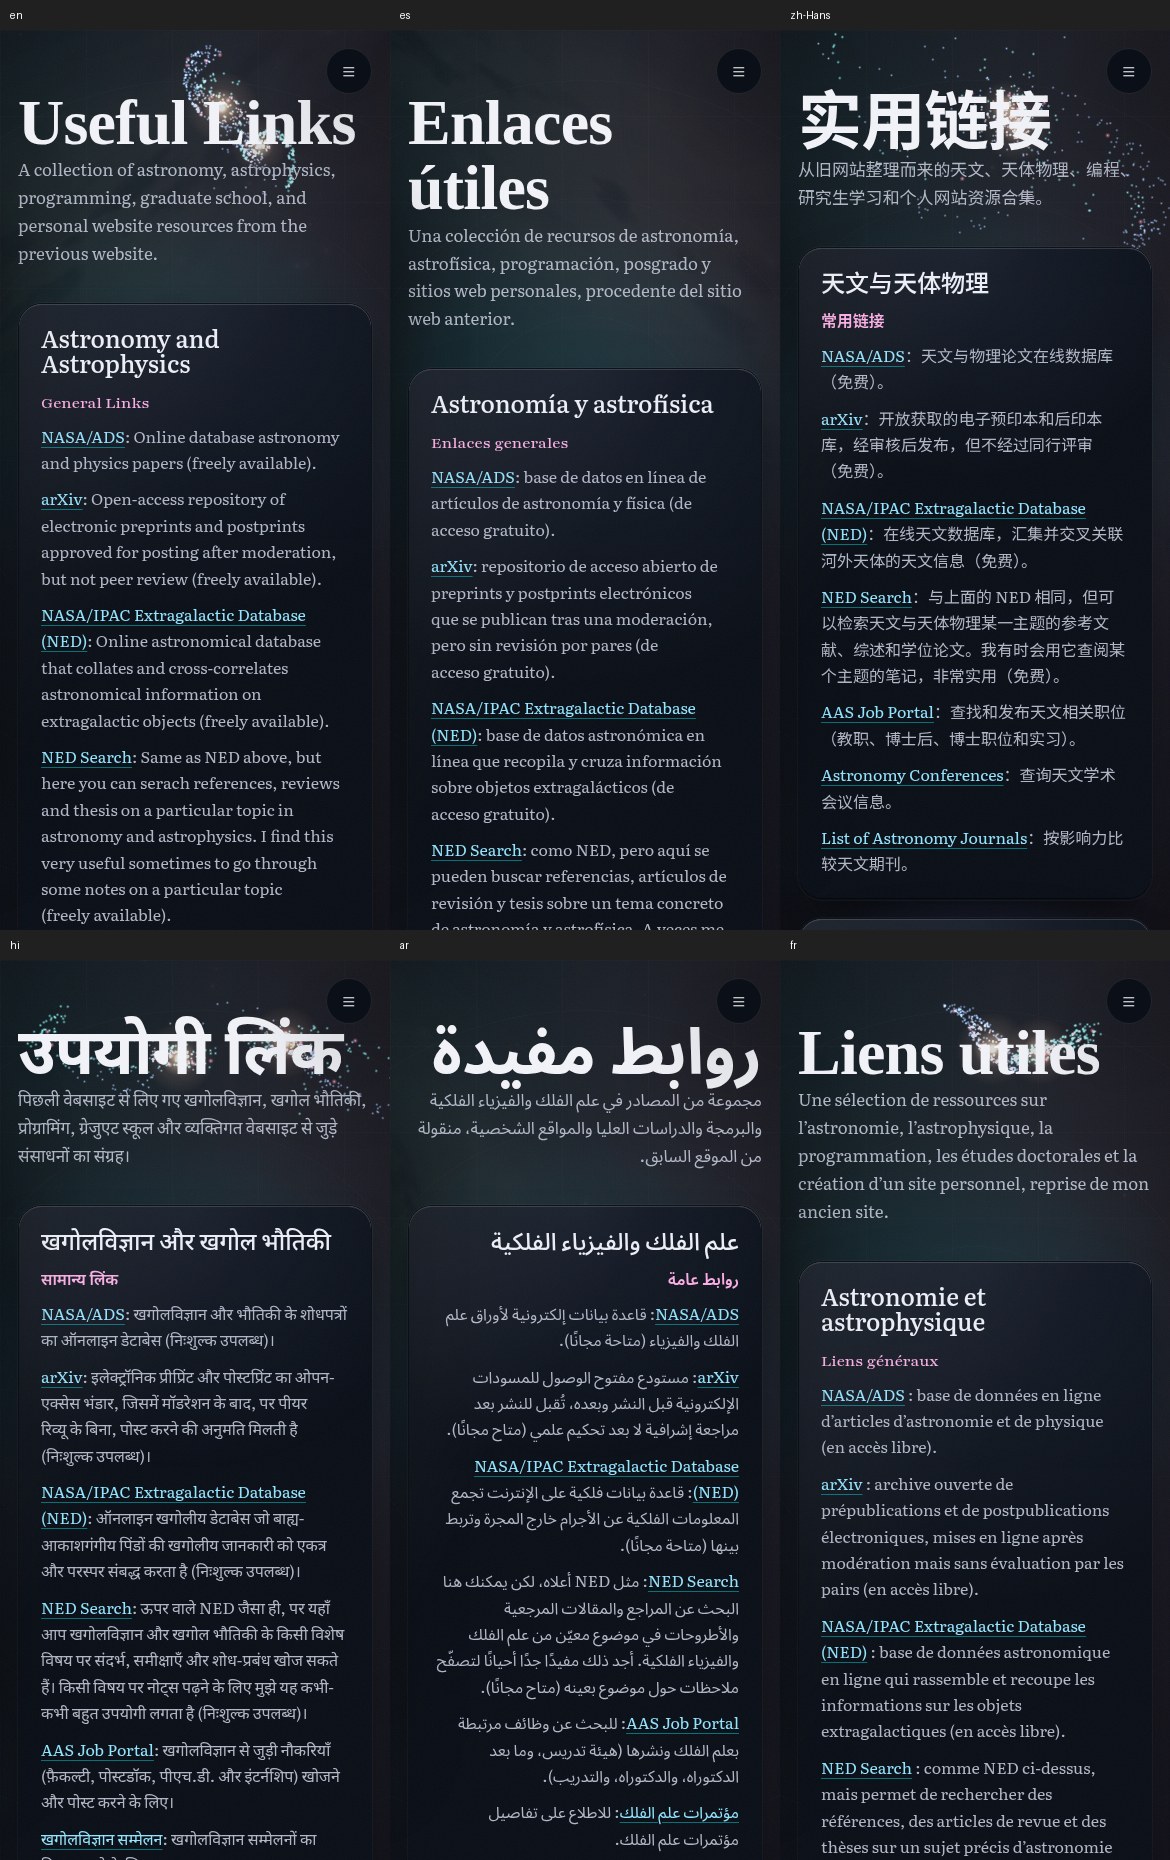 en
Useful Links
A collection of astronomy, astrophysics,
programming, graduate school, and
personal website resources from the
previous website.
Astronomy and
Astrophysics
General Links
NASA/ADS: Online database astronomy
and physics papers (freely available).
arXiv: Open-access repository of
electronic preprints and postprints
approved for posting after moderation,
but not peer review (freely available).
NASA/IPAC Extragalactic Database
(NED): Online astronomical database
that collates and cross-correlates
astronomical information on
extragalactic objects (freely available).
NED Search: Same as NED above, but
here you can serach references, reviews
and thesis on a particular topic in
astronomy and astrophysics. I find this
very useful sometimes to go through
some notes on a particular topic
(freely available).
es
Enlaces
útiles
Una colección de recursos de astronomía,
astrofísica, programación, posgrado y
sitios web personales, procedente del sitio
web anterior.
Astronomía y astrofísica
Enlaces generales
NASA/ADS: base de datos en línea de
artículos de astronomía y física (de
acceso gratuito).
arXiv: repositorio de acceso abierto de
preprints y postprints electrónicos
que se publican tras una moderación,
pero sin revisión por pares (de
acceso gratuito).
NASA/IPAC Extragalactic Database
(NED): base de datos astronómica en
línea que recopila y cruza información
sobre objetos extragalácticos (de
acceso gratuito).
NED Search: como NED, pero aquí se
pueden buscar referencias, artículos de
revisión y tesis sobre un tema concreto
de astronomía y astrofísica. A veces me
zh-Hans
实用链接
从旧网站整理而来的天文、天体物理、编程、
研究生学习和个人网站资源合集。
天文与天体物理
常用链接
NASA/ADS：天文与物理论文在线数据库
（免费）。
arXiv：开放获取的电子预印本和后印本
库，经审核后发布，但不经过同行评审
（免费）。
NASA/IPAC Extragalactic Database
(NED)：在线天文数据库，汇集并交叉关联
河外天体的天文信息（免费）。
NED Search：与上面的 NED 相同，但可
以检索天文与天体物理某一主题的参考文
献、综述和学位论文。我有时会用它查阅某
个主题的笔记，非常实用（免费）。
AAS Job Portal：查找和发布天文相关职位
（教职、博士后、博士职位和实习）。
Astronomy Conferences：查询天文学术
会议信息。
List of Astronomy Journals：按影响力比
较天文期刊。
hi
उपयोगी लिंक
पिछली वेबसाइट से लिए गए खगोलविज्ञान, खगोल भौतिकी,
प्रोग्रामिंग, ग्रेजुएट स्कूल और व्यक्तिगत वेबसाइट से जुड़े
संसाधनों का संग्रह।
खगोलविज्ञान और खगोल भौतिकी
सामान्य लिंक
NASA/ADS: खगोलविज्ञान और भौतिकी के शोधपत्रों
का ऑनलाइन डेटाबेस (निःशुल्क उपलब्ध)।
arXiv: इलेक्ट्रॉनिक प्रीप्रिंट और पोस्टप्रिंट का ओपन-
एक्सेस भंडार, जिसमें मॉडरेशन के बाद, पर पीयर
रिव्यू के बिना, पोस्ट करने की अनुमति मिलती है
(निःशुल्क उपलब्ध)।
NASA/IPAC Extragalactic Database
(NED): ऑनलाइन खगोलीय डेटाबेस जो बाह्य-
आकाशगंगीय पिंडों की खगोलीय जानकारी को एकत्र
और परस्पर संबद्ध करता है (निःशुल्क उपलब्ध)।
NED Search: ऊपर वाले NED जैसा ही, पर यहाँ
आप खगोलविज्ञान और खगोल भौतिकी के किसी विशेष
विषय पर संदर्भ, समीक्षाएँ और शोध-प्रबंध खोज सकते
हैं। किसी विषय पर नोट्स पढ़ने के लिए मुझे यह कभी-
कभी बहुत उपयोगी लगता है (निःशुल्क उपलब्ध)।
AAS Job Portal: खगोलविज्ञान से जुड़ी नौकरियाँ
(फ़ैकल्टी, पोस्टडॉक, पीएच.डी. और इंटर्नशिप) खोजने
और पोस्ट करने के लिए।
खगोलविज्ञान सम्मेलन: खगोलविज्ञान सम्मेलनों का
ar
روابط مفيدة
مجموعة من المصادر في علم الفلك والفيزياء الفلكية
والبرمجة والدراسات العليا والمواقع الشخصية، منقولة
من الموقع السابق.
علم الفلك والفيزياء الفلكية
روابط عامة
NASA/ADS: قاعدة بيانات إلكترونية لأوراق علم
الفلك والفيزياء (متاحة مجانًا).
arXiv: مستودع مفتوح الوصول للمسودات
الإلكترونية قبل النشر وبعده، تُقبل للنشر بعد
مراجعة إشرافية لا بعد تحكيم علمي (متاح مجانًا).
NASA/IPAC Extragalactic Database
(NED): قاعدة بيانات فلكية على الإنترنت تجمع
المعلومات الفلكية عن الأجرام خارج المجرة وتربط
بينها (متاحة مجانًا).
NED Search: مثل NED أعلاه، لكن يمكنك هنا
البحث عن المراجع والمقالات المرجعية
والأطروحات في موضوع معيّن من علم الفلك
والفيزياء الفلكية. أجد ذلك مفيدًا جدًا أحيانًا لتصفّح
ملاحظات حول موضوع بعينه (متاح مجانًا).
AAS Job Portal: للبحث عن وظائف مرتبطة
بعلم الفلك ونشرها (هيئة تدريس، وما بعد
الدكتوراه، والدكتوراه، والتدريب).
مؤتمرات علم الفلك: للاطلاع على تفاصيل
مؤتمرات علم الفلك.
fr
Liens utiles
Une sélection de ressources sur
l’astronomie, l’astrophysique, la
programmation, les études doctorales et la
création d’un site personnel, reprise de mon
ancien site.
Astronomie et
astrophysique
Liens généraux
NASA/ADS : base de données en ligne
d’articles d’astronomie et de physique
(en accès libre).
arXiv : archive ouverte de
prépublications et de postpublications
électroniques, mises en ligne après
modération mais sans évaluation par les
pairs (en accès libre).
NASA/IPAC Extragalactic Database
(NED) : base de données astronomique
en ligne qui rassemble et recoupe les
informations sur les objets
extragalactiques (en accès libre).
NED Search : comme NED ci-dessus,
mais permet de rechercher des
références, des articles de revue et des
thèses sur un sujet précis d’astronomie